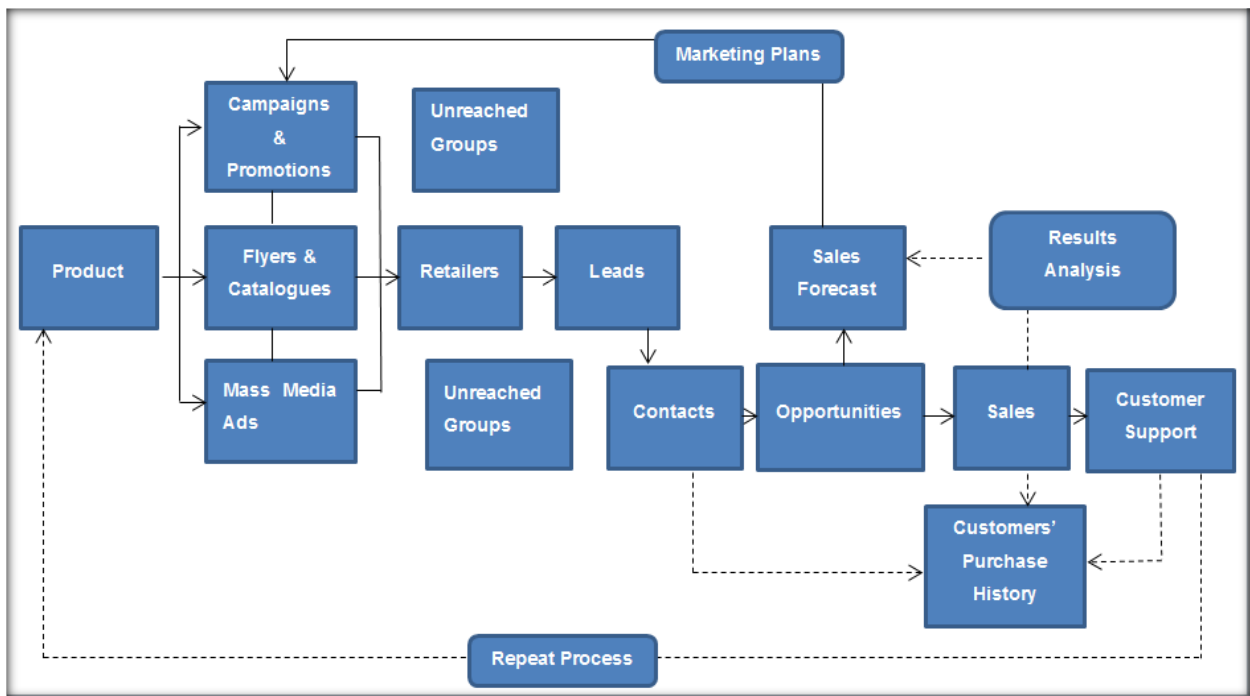 Marketing Plans
Campaigns
&
Promotions
Unreached
Groups
Product
Flyers &
Catalogues
Retailers
Leads
Sales
Forecast
Results
Analysis
Mass Media
Ads
Unreached
Groups
Contacts
Opportunities
Sales
Customer
Support
Customers’
Purchase
History
Repeat Process